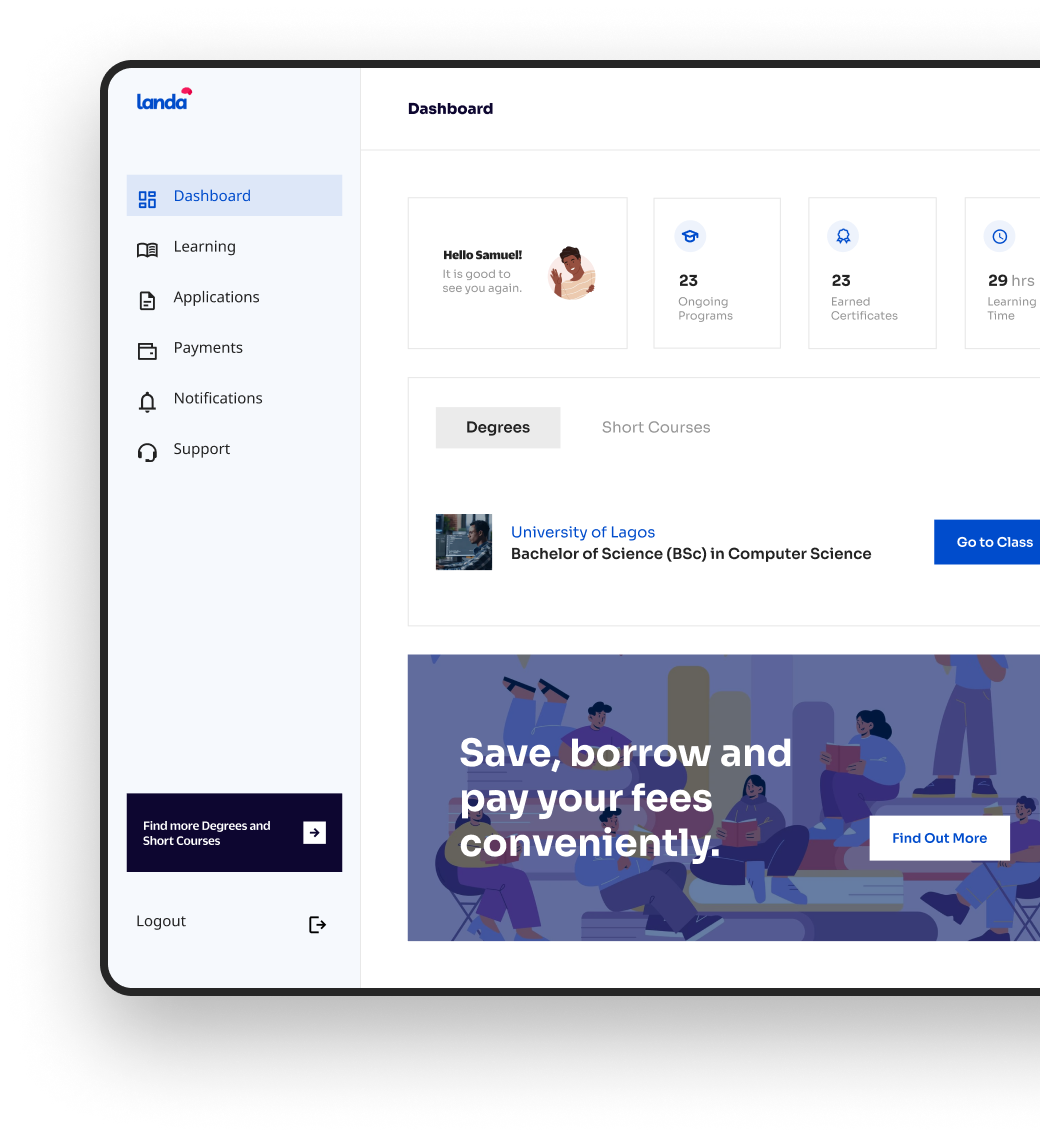 landa
Dashboard
Dashboard
Learning
Applications
Payments
Notifications
Support
Find more Degrees and
Short Courses
Logout
Hello Samuel!
It is good to
see you again.
23
Ongoing
Programs
23
Earned
Certificates
29 hrs
Learning
Time
Degrees
Short Courses
University of Lagos
Bachelor of Science (BSc) in Computer Science
Go to Class
Save, borrow and
pay your fees
conveniently.
Find Out More